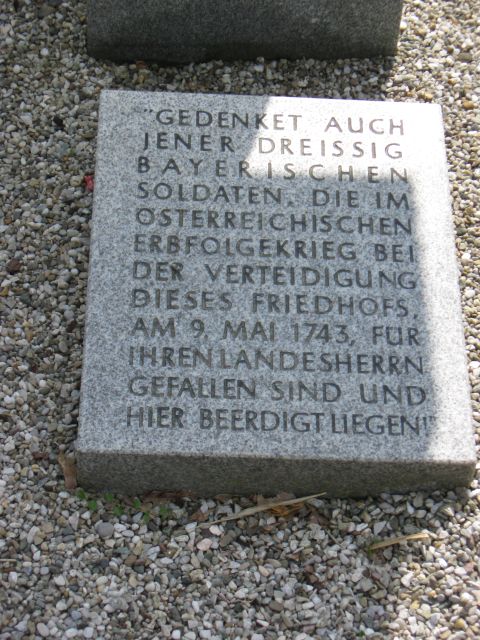 "GEDENKET AUCH
JENER DREISSIG
BAYERISCHEN
SOLDATEN, DIE IM
ÖSTERREICHISCHEN
ERBFOLGEKRIEG BEI
DER VERTEIDIGUNG
DIESES FRIEDHOFS,
AM 9. MAI 1743, FÜR
IHREN LANDESHERRN
GEFALLEN SIND UND
HIER BEERDIGT LIEGEN!"